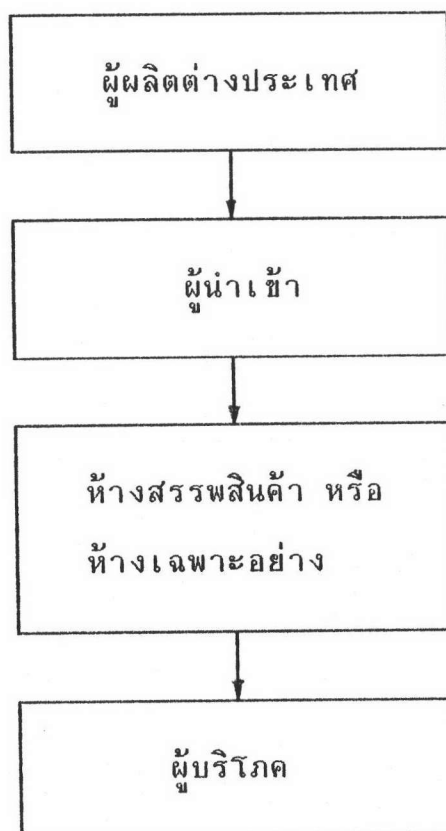 ผู้ผลิตต่างประเทศ
ผู้นำเข้า
ห้างสรรพสินค้า หรือ
ห้างเฉพาะอย่าง
ผู้บริโภค